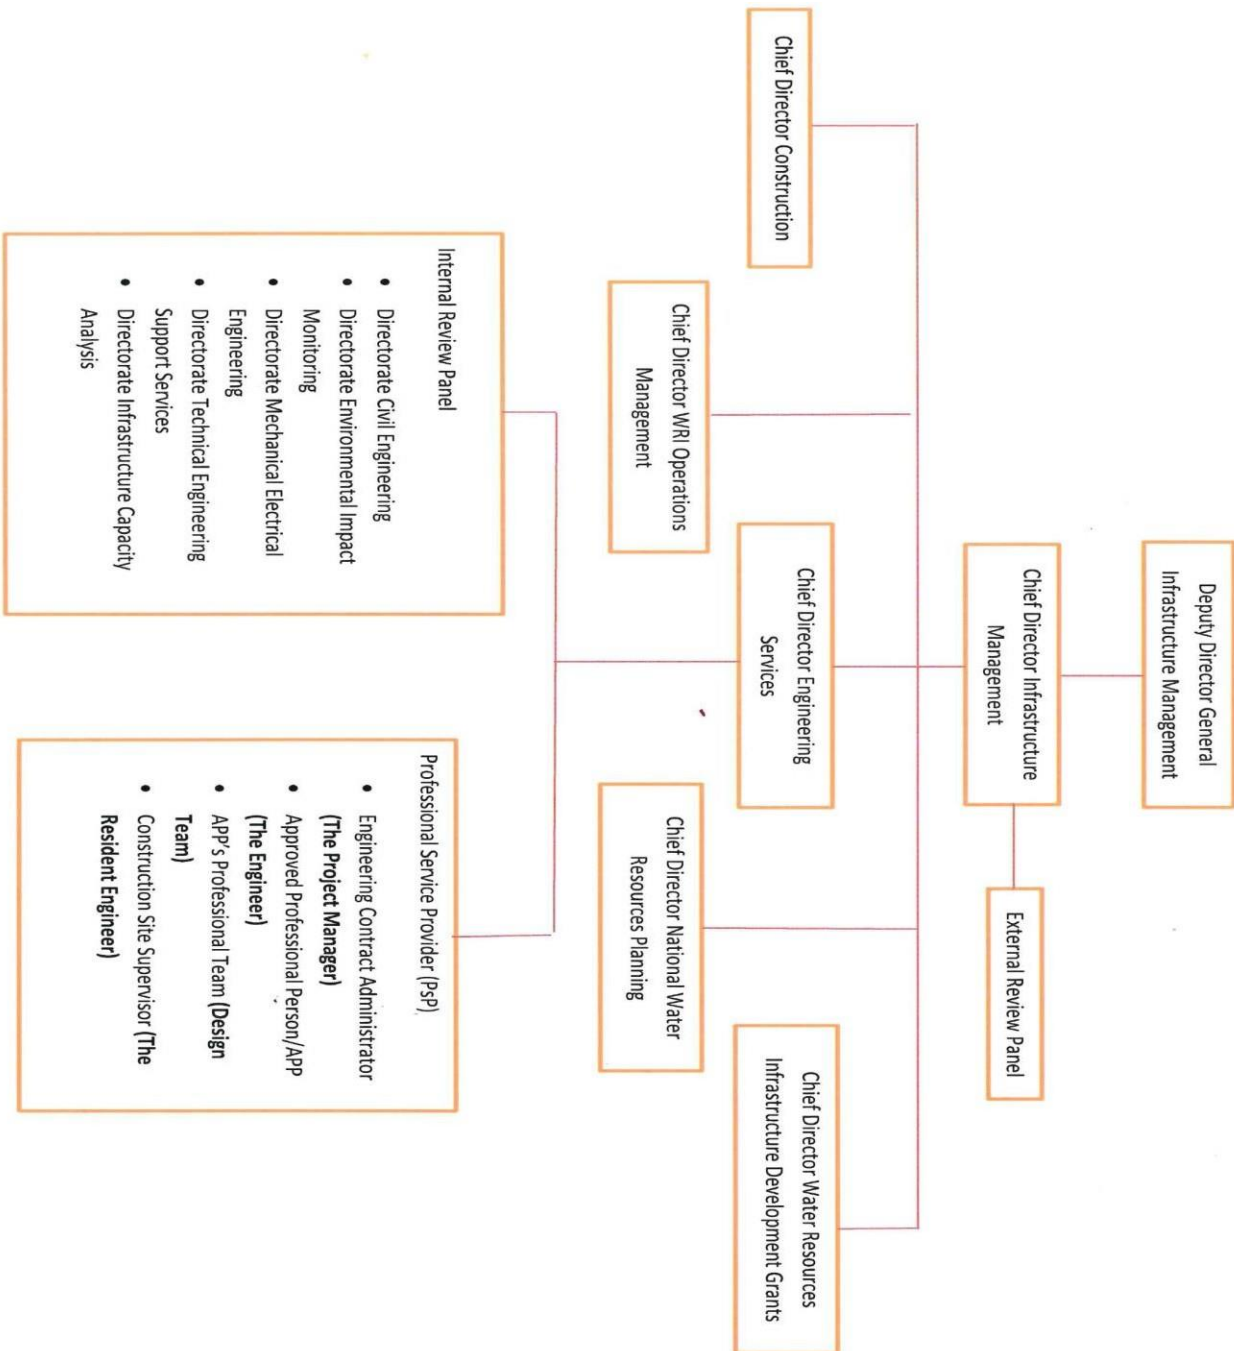 Deputy Director General
Infrastructure Management
Chief Director Infrastructure
Management
External Review Panel
Chief Director Construction
Chief Director WRI Operations
Management
Chief Director Engineering
Services
Chief Director National Water
Resources Planning
Chief Director Water Resources
Infrastructure Development Grants
Internal Review Panel
• Directorate Civil Engineering
• Directorate Environmental Impact
Monitoring
• Directorate Mechanical Electrical
Engineering
• Directorate Technical Engineering
Support Services
• Directorate Infrastructure Capacity
Analysis
Professional Service Provider (PsP)
• Engineering Contract Administrator
(The Project Manager)
• Approved Professional Person/APP
(The Engineer)
• APP's Professional Team (Design
Team)
• Construction Site Supervisor (The
Resident Engineer)